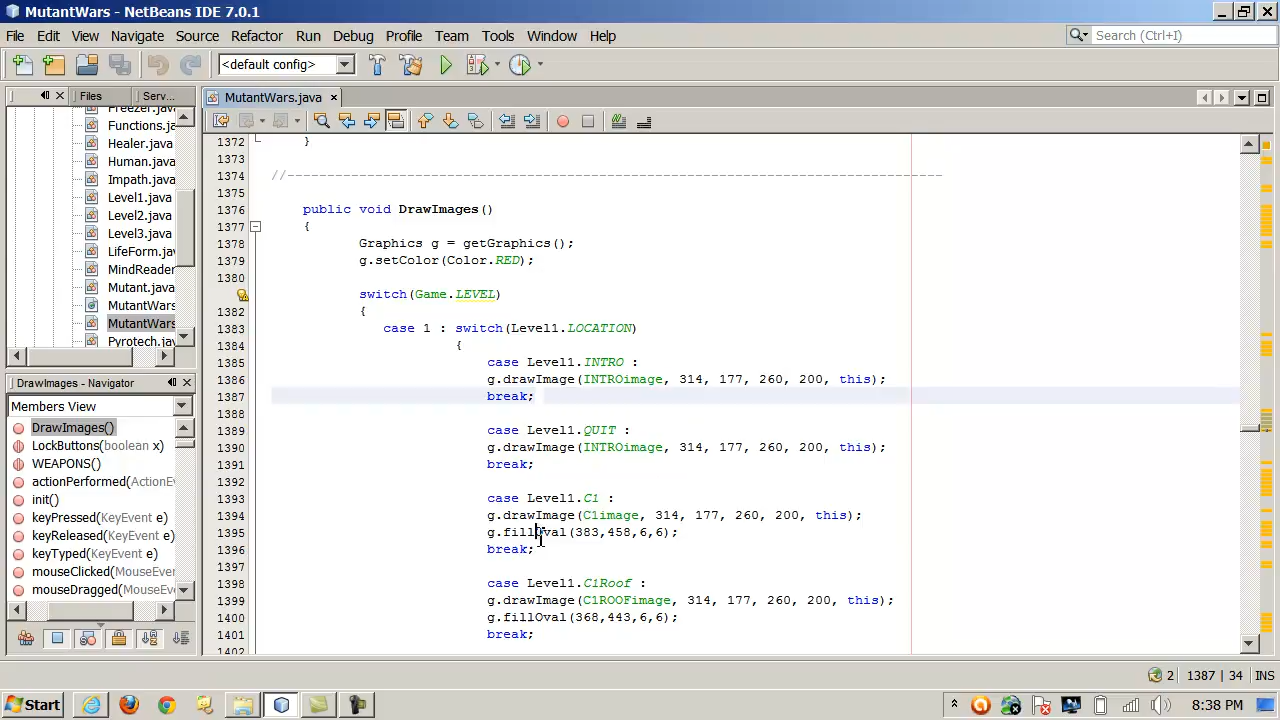 MutantWars - NetBeans IDE 7.0.1
File Edit View Navigate Source Refactor Run Debug Profile Team Tools Window Help
Search (Ctrl+I)
<default config>
Files Serv...
MutantWars.java
Freezer.jav
Functions.ja
Healer.java
Human.java
Impath.java
Level1.java
Level2.java
Level3.java
LifeForm.jav
MindReader
Mutant.java
MutantWars
MutantWars
Pyrotech.jav
DrawImages - Navigator
Members View
DrawImages()
LockButtons(boolean x)
WEAPONS()
actionPerformed(ActionE
init()
keyPressed(KeyEvent e)
keyReleased(KeyEvent e)
keyTyped(KeyEvent e)
mouseClicked(MouseEve
mouseDragged(MouseEv
1372 }
1373
1374 //----------------------------------------------------------------------------------
1375
1376 public void DrawImages()
1377 {
1378 Graphics g = getGraphics();
1379 g.setColor(Color.RED);
1380
switch(Game.LEVEL)
1382 {
1383 case 1 : switch(Level1.LOCATION)
1384 {
1385 case Level1.INTRO :
1386 g.drawImage(INTROimage, 314, 177, 260, 200, this);
1387 break;
1388
1389 case Level1.QUIT :
1390 g.drawImage(INTROimage, 314, 177, 260, 200, this);
1391 break;
1392
1393 case Level1.C1 :
1394 g.drawImage(C1image, 314, 177, 260, 200, this);
1395 g.fillOval(383,458,6,6);
1396 break;
1397
1398 case Level1.C1Roof :
1399 g.drawImage(C1ROOFimage, 314, 177, 260, 200, this);
1400 g.fillOval(368,443,6,6);
1401 break;
1402
2 1387 | 34 INS
Start
8:38 PM